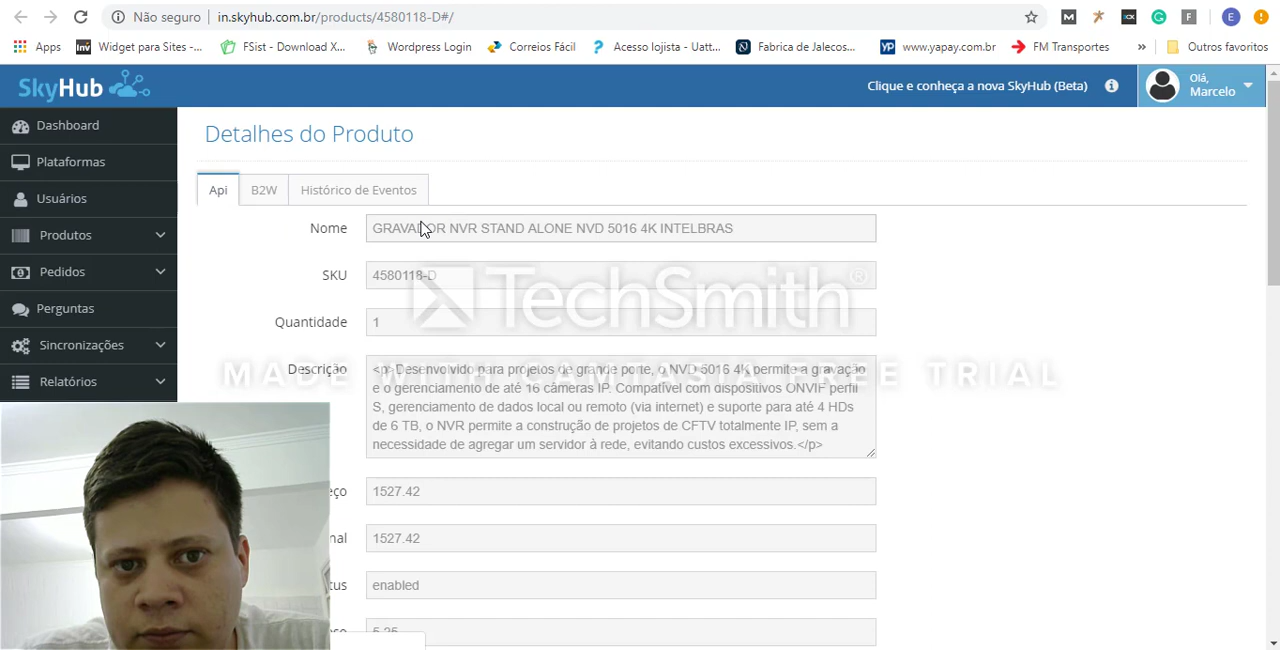 Não seguro | in.skyhub.com.br/products/4580118-D#/
Apps Widget para Sites -... FSist - Download X... Wordpress Login Correios Fácil Acesso lojista - Uatt... Fabrica de Jalecos... www.yapay.com.br FM Transportes » Outros favoritos
SkyHub Clique e conheça a nova SkyHub (Beta) Olá,
Marcelo
Dashboard
Plataformas
Usuários
Produtos
Pedidos
Perguntas
Sincronizações
Relatórios
Detalhes do Produto
Api B2W Histórico de Eventos
Nome GRAVADOR NVR STAND ALONE NVD 5016 4K INTELBRAS
SKU 4580118-D
TechSmith®
Quantidade 1
MADE WITH CAMTASIA FREE TRIAL
Descrição <p>Desenvolvido para projetos de grande porte, o NVD 5016 4K permite a gravação
e o gerenciamento de até 16 câmeras IP. Compatível com dispositivos ONVIF perfil
S, gerenciamento de dados local ou remoto (via internet) e suporte para até 4 HDs
de 6 TB, o NVR permite a construção de projetos de CFTV totalmente IP, sem a
necessidade de agregar um servidor à rede, evitando custos excessivos.</p>
eço 1527.42
nal 1527.42
tus enabled
eso 5.25